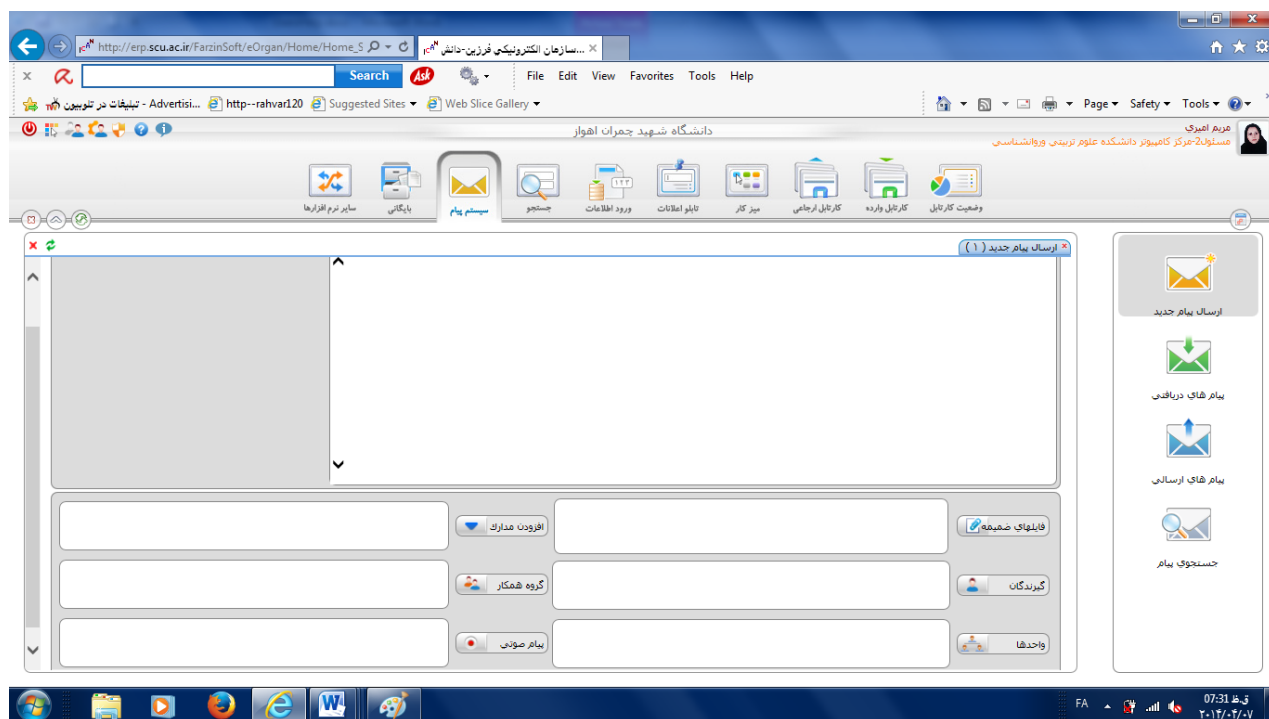 http://erp.scu.ac.ir/FarzinSoft/eOrgan/Home/Home_S
سازمان الکترونیکی فرزین-دانش...
Search
Ask
File Edit View Favorites Tools Help
تبلیغات در تلویزیون - Advertisi...
http--rahvar120
Suggested Sites
Web Slice Gallery
Page Safety Tools
دانشگاه شهید چمران اهواز
مریم امیری
مسئول2-مرکز کامپیوتر دانشکده علوم تربیتی وروانشناسی
وضعیت کارتابل
کارتابل وارده
کارتابل ارجاعی
میز کار
تابلو اعلانات
ورود اطلاعات
جستجو
سیستم پیام
بایگانی
سایر نرم افزارها
ارسال پیام جدید ( ۱ )
ارسال پیام جدید
پیام های دریافتی
پیام های ارسالی
جستجوی پیام
فایلهای ضمیمه
افزودن مدارك
گیرندگان
گروه همکار
واحدها
پیام صوتی
FA
07:31 ق.ظ
۲۰۱۴/۰۴/۰۷